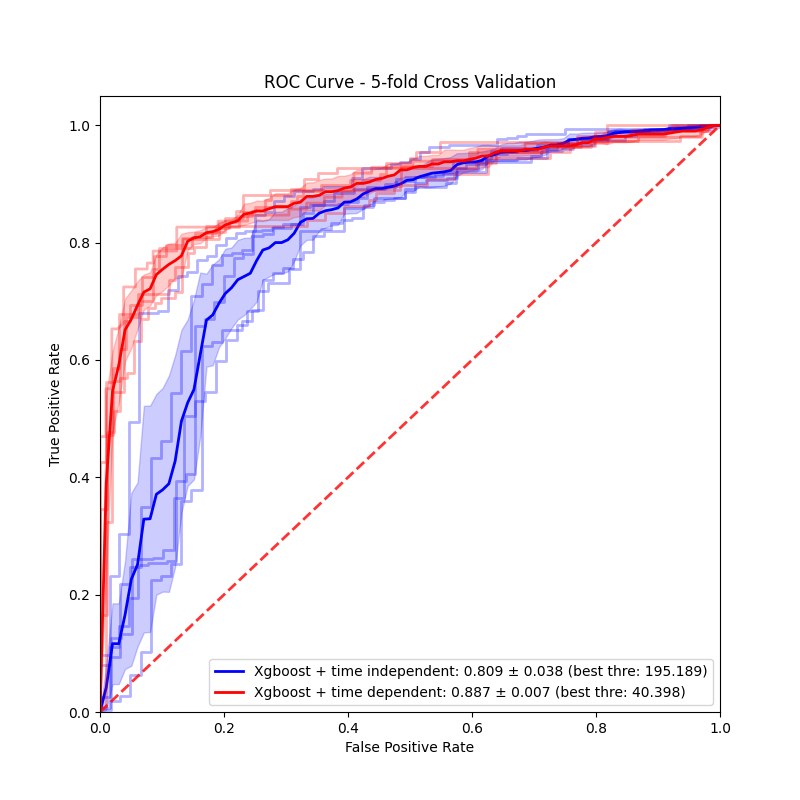 ROC Curve - 5-fold Cross Validation
True Positive Rate
1.0
0.8
0.6
0.4
0.2
0.0
Xgboost + time independent: 0.809 ± 0.038 (best thre: 195.189)
Xgboost + time dependent: 0.887 ± 0.007 (best thre: 40.398)
0.0 0.2 0.4 0.6 0.8 1.0
False Positive Rate